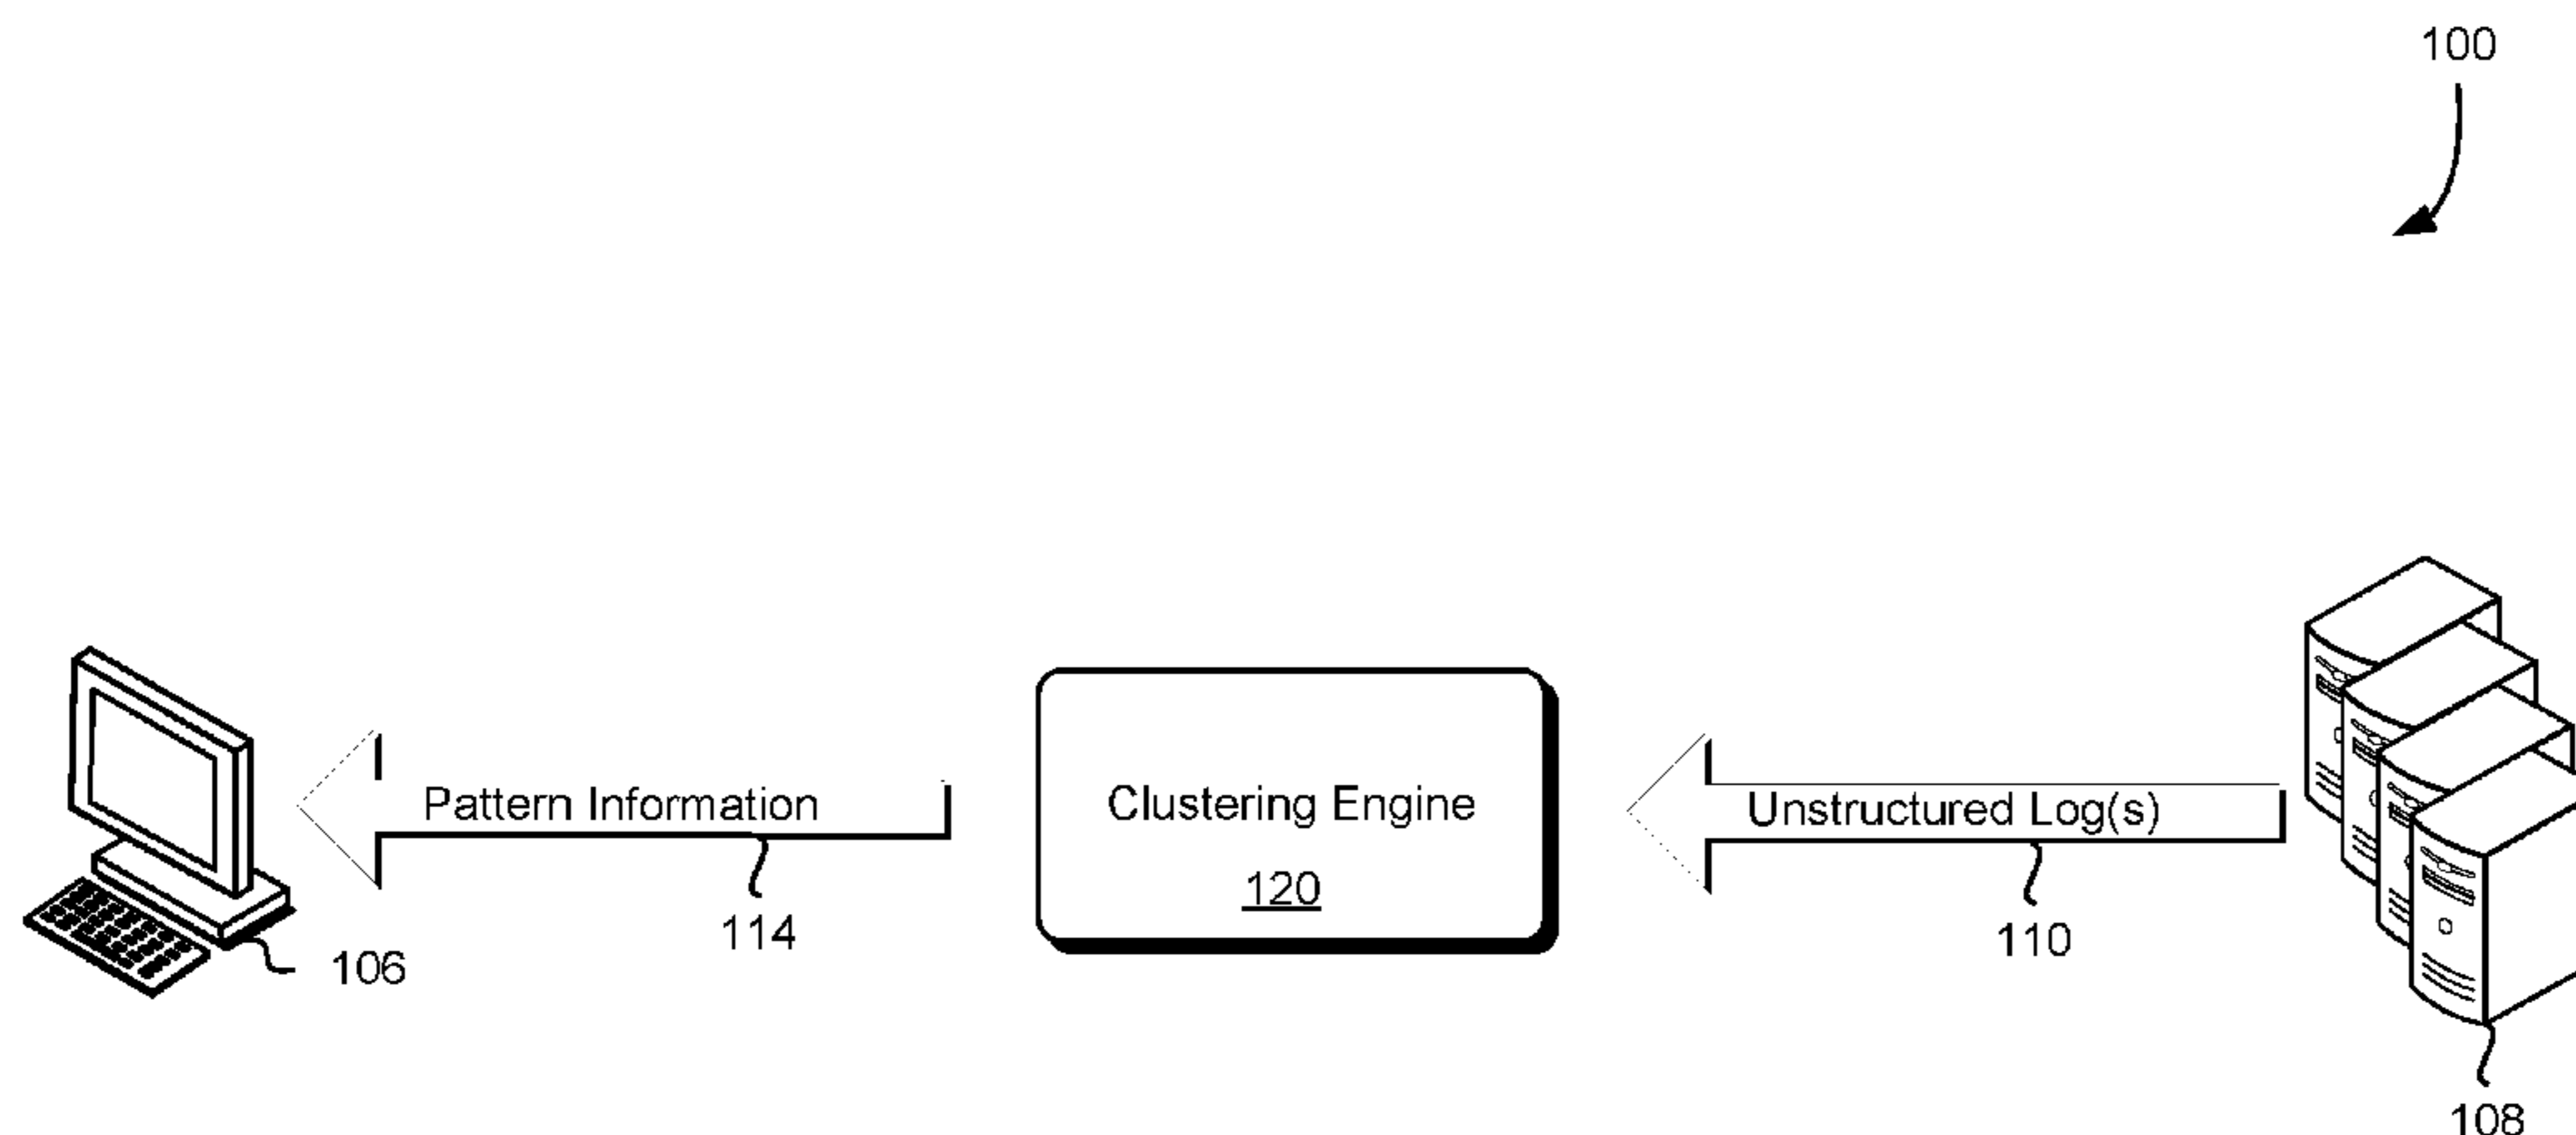 100
Pattern Information
Clustering Engine
Unstructured Log(s)
120
114
110
106
108